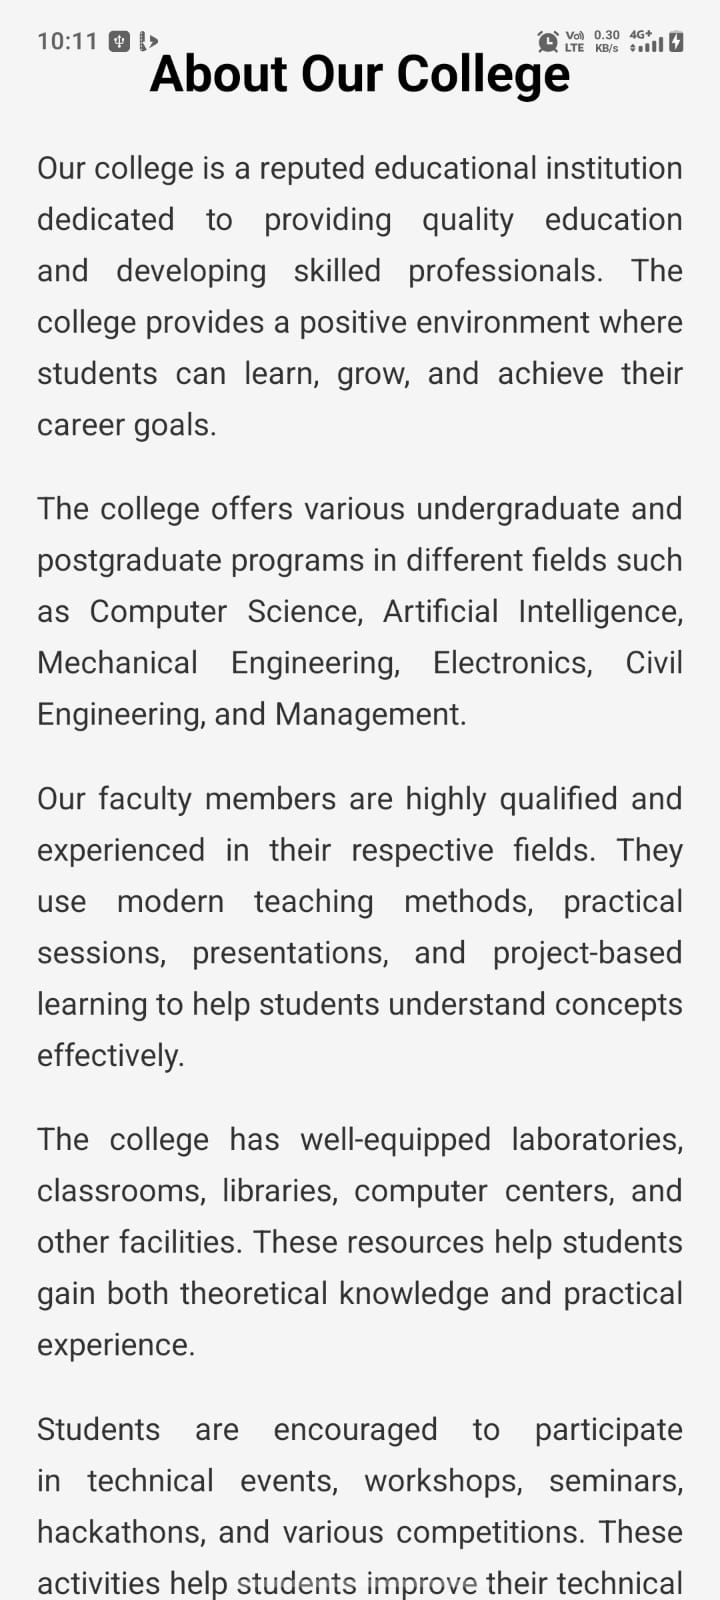 10:11
Vo) 0.30 4G+
LTE KB/s
About Our College
Our college is a reputed educational institution
dedicated to providing quality education
and developing skilled professionals. The
college provides a positive environment where
students can learn, grow, and achieve their
career goals.
The college offers various undergraduate and
postgraduate programs in different fields such
as Computer Science, Artificial Intelligence,
Mechanical Engineering, Electronics, Civil
Engineering, and Management.
Our faculty members are highly qualified and
experienced in their respective fields. They
use modern teaching methods, practical
sessions, presentations, and project-based
learning to help students understand concepts
effectively.
The college has well-equipped laboratories,
classrooms, libraries, computer centers, and
other facilities. These resources help students
gain both theoretical knowledge and practical
experience.
Students are encouraged to participate
in technical events, workshops, seminars,
hackathons, and various competitions. These
activities help students improve their technical